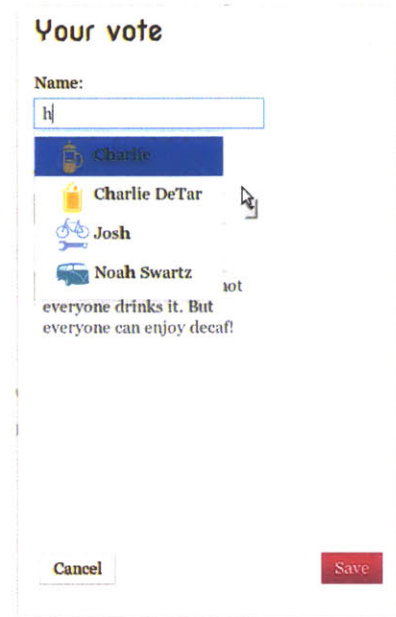 Your vote
Name:
h
Charlie
Charlie DeTar
Josh
Noah Swartz
not
everyone drinks it. But
everyone can enjoy decaf!
Cancel
Save